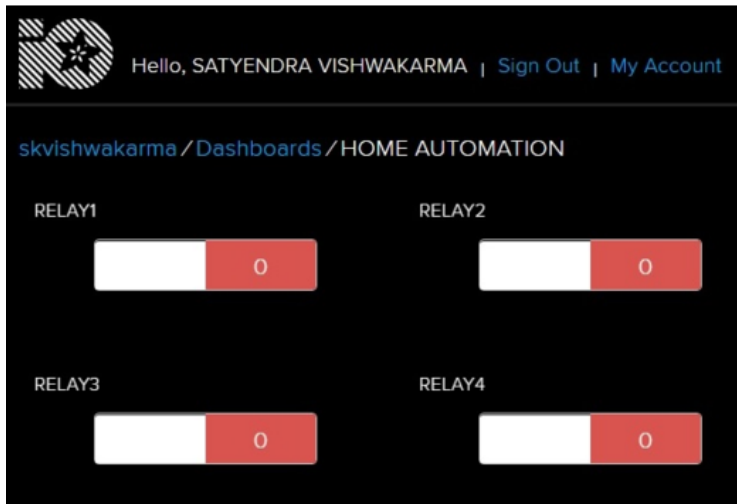 iO
Hello, SATYENDRA VISHWAKARMA | Sign Out | My Account
skvishwakarma / Dashboards / HOME AUTOMATION
RELAY1 RELAY2
0 0
RELAY3 RELAY4
0 0